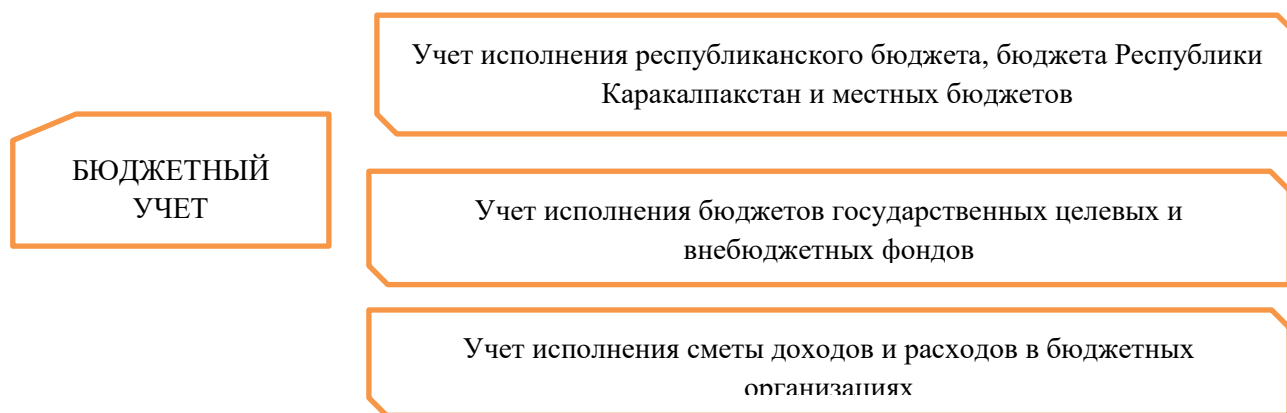 БЮДЖЕТНЫЙ
УЧЕТ
Учет исполнения республиканского бюджета, бюджета Республики
Каракалпакстан и местных бюджетов
Учет исполнения бюджетов государственных целевых и
внебюджетных фондов
Учет исполнения сметы доходов и расходов в бюджетных
организациях